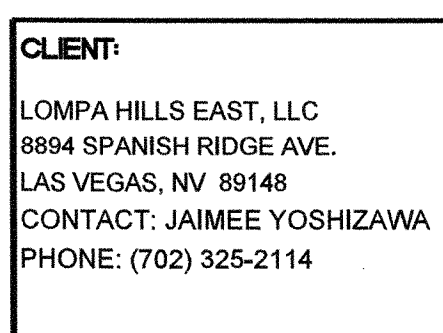 CLIENT:
LOMPA HILLS EAST, LLC
8894 SPANISH RIDGE AVE.
LAS VEGAS, NV 89148
CONTACT: JAIMEE YOSHIZAWA
PHONE: (702) 325-2114